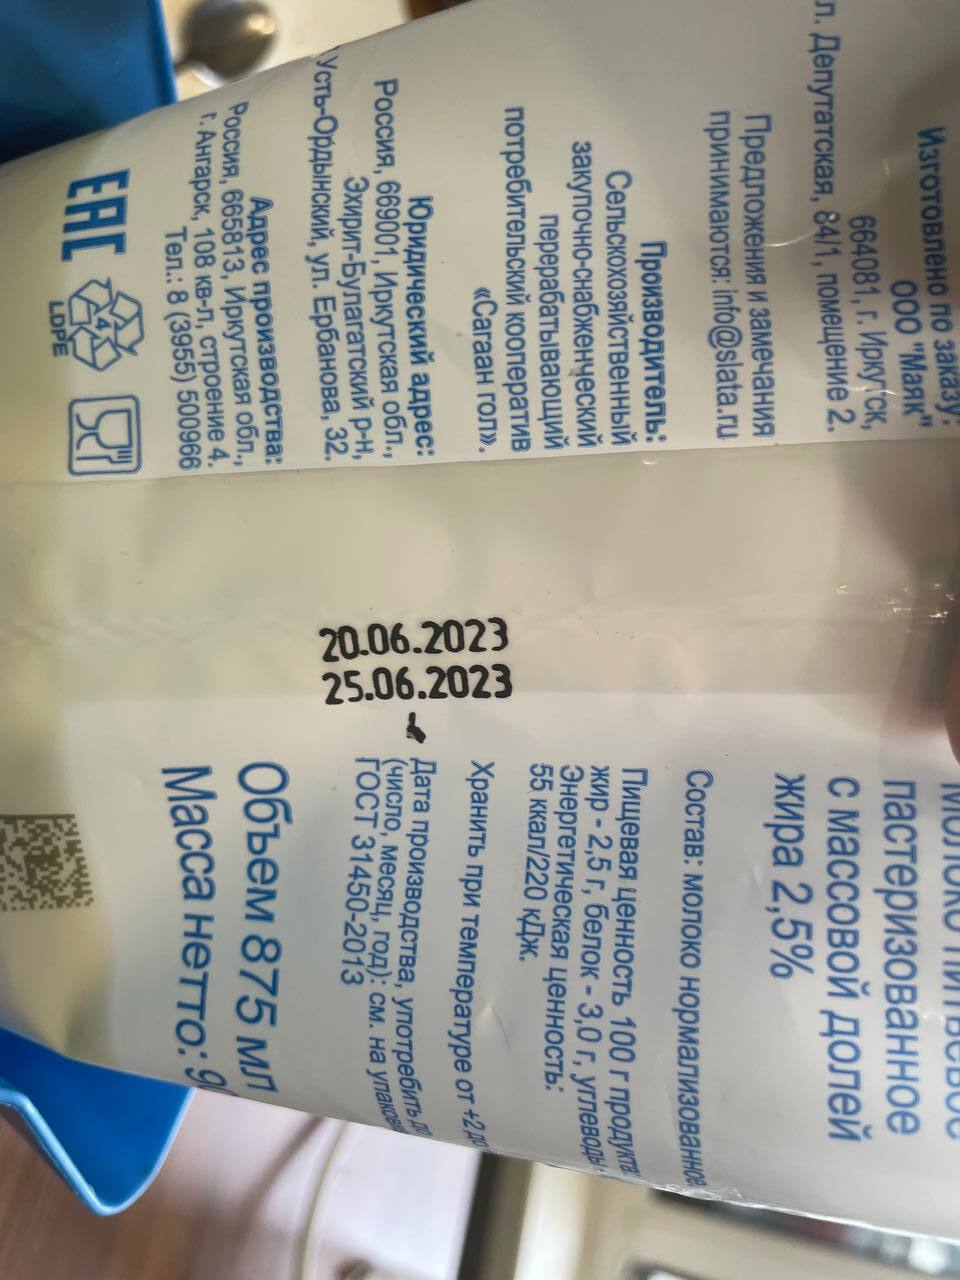 Изготовлено по заказу:
ООО "Маяк"
664081, г. Иркутск,
л. Депутатская, 84/1, помещение 2.
Предложения и замечания
принимаются: info@slata.ru
Производитель:
Сельскохозяйственный
закупочно-снабженческий
перерабатывающий
потребительский кооператив
«Сагаан гол».
Юридический адрес:
Россия, 669001, Иркутская обл.,
Эхирит-Булагатский р-н,
Усть-Ордынский, ул. Ербанова, 32.
Адрес производства:
Россия, 665813, Иркутская обл.,
г. Ангарск, 108 кв-л, строение 4.
Тел.: 8 (3955) 500966
EAC
4
LDPE
20.06.2023
25.06.2023
пастеризованное
с массовой долей
жира 2,5%
Состав: молоко нормализованное
Пищевая ценность 100 г продукта:
жир - 2,5 г, белок - 3,0 г, углеводы
Энергетическая ценность:
55 ккал/220 кДж.
Хранить при температуре от +2 до
Дата производства, употребить до
(число, месяц, год): см. на
ГОСТ 31450-2013
Объем 875 мл
Масса нетто: